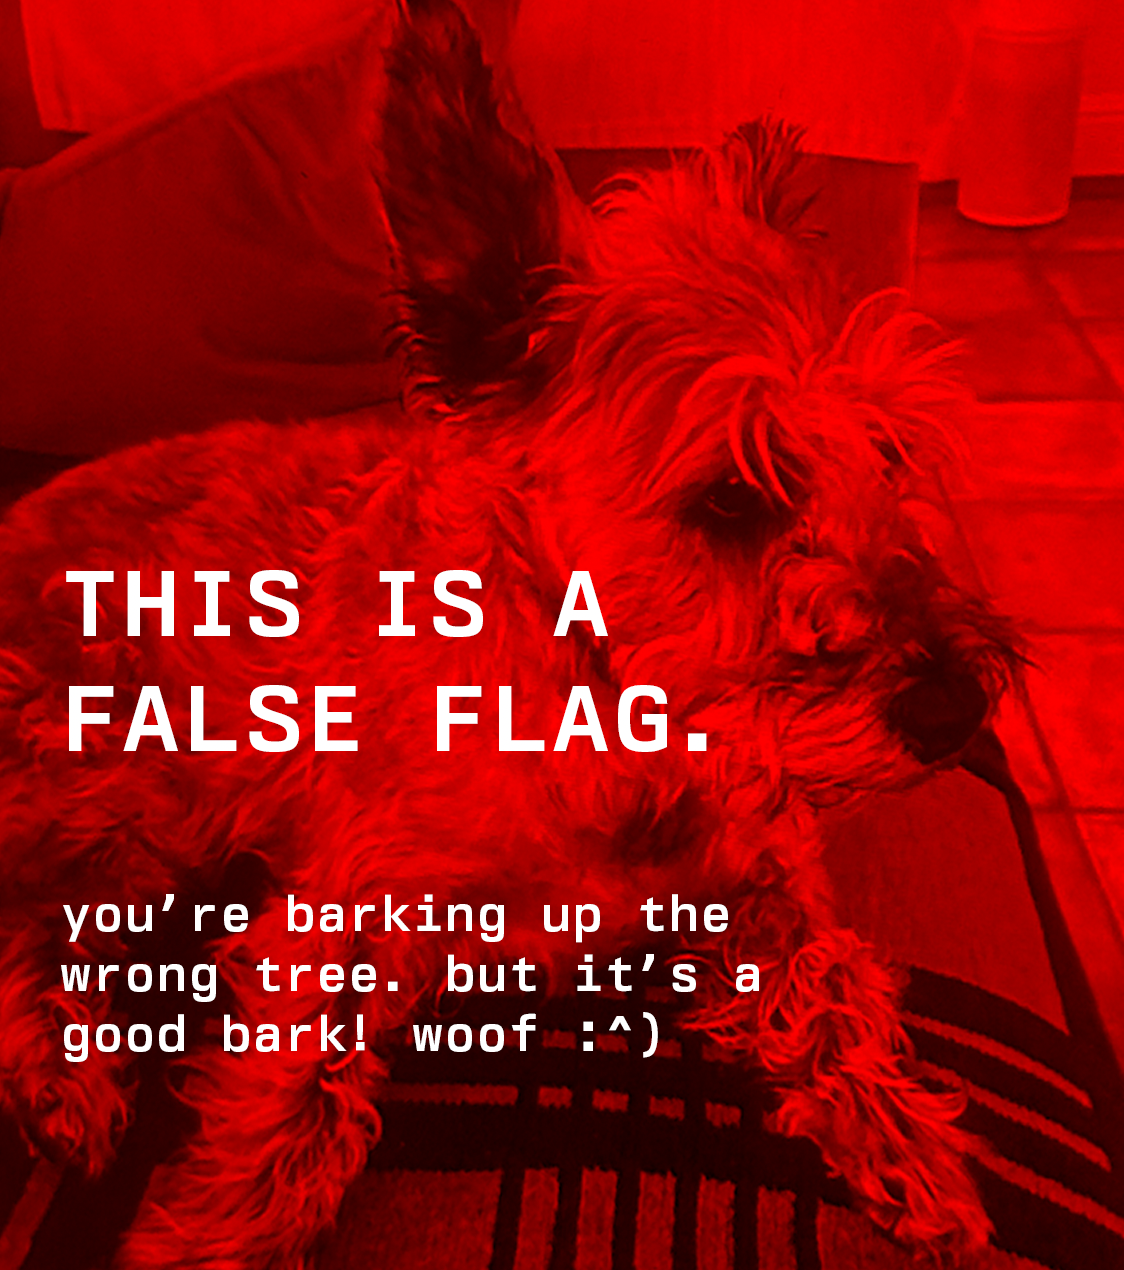 THIS IS A
FALSE FLAG.
you’re barking up the
wrong tree. but it’s a
good bark! woof :^)